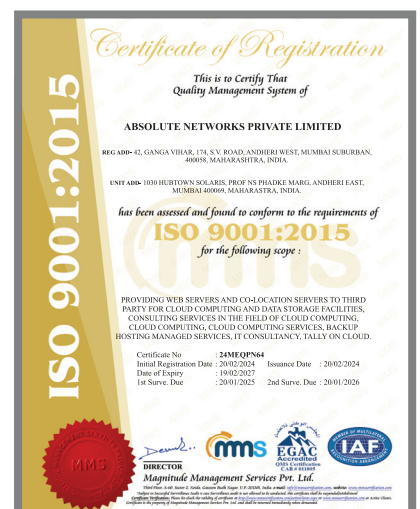 Certificate of Registration
This is to Certify That
Quality Management System of
ABSOLUTE NETWORKS PRIVATE LIMITED
REG ADD- 42, GANGA VIHAR, 174, S.V. ROAD, ANDHERI WEST, MUMBAI SUBURBAN,
400058, MAHARASHTRA, INDIA.
UNIT ADD- 1030 HUBTOWN SOLARIS, PROF NS PHADKE MARG, ANDHERI EAST,
MUMBAI 400069, MAHARASTRA, INDIA.
has been assessed and found to conform to the requirements of
ISO 9001:2015
for the following scope :
PROVIDING WEB SERVERS AND CO-LOCATION SERVERS TO THIRD
PARTY FOR CLOUD COMPUTING AND DATA STORAGE FACILITIES,
CONSULTING SERVICES IN THE FIELD OF CLOUD COMPUTING,
CLOUD COMPUTING, CLOUD COMPUTING SERVICES, BACKUP
HOSTING MANAGED SERVICES, IT CONSULTANCY, TALLY ON CLOUD.
Certificate No : 24MEQPN64
Initial Registration Date : 20/02/2024 Issuance Date : 20/02/2024
Date of Expiry : 19/02/2027
1st Surve. Due : 20/01/2025 2nd Surve. Due : 20/01/2026
ISO 9001:2015
MMS
DIRECTOR
mms
EGAC
Accredited
QMS Certification
CAB # 011805
MEMBER OF MULTILATERAL
IAF
RECOGNITION ARRANGEMENT
Magnitude Management Services Pvt. Ltd.